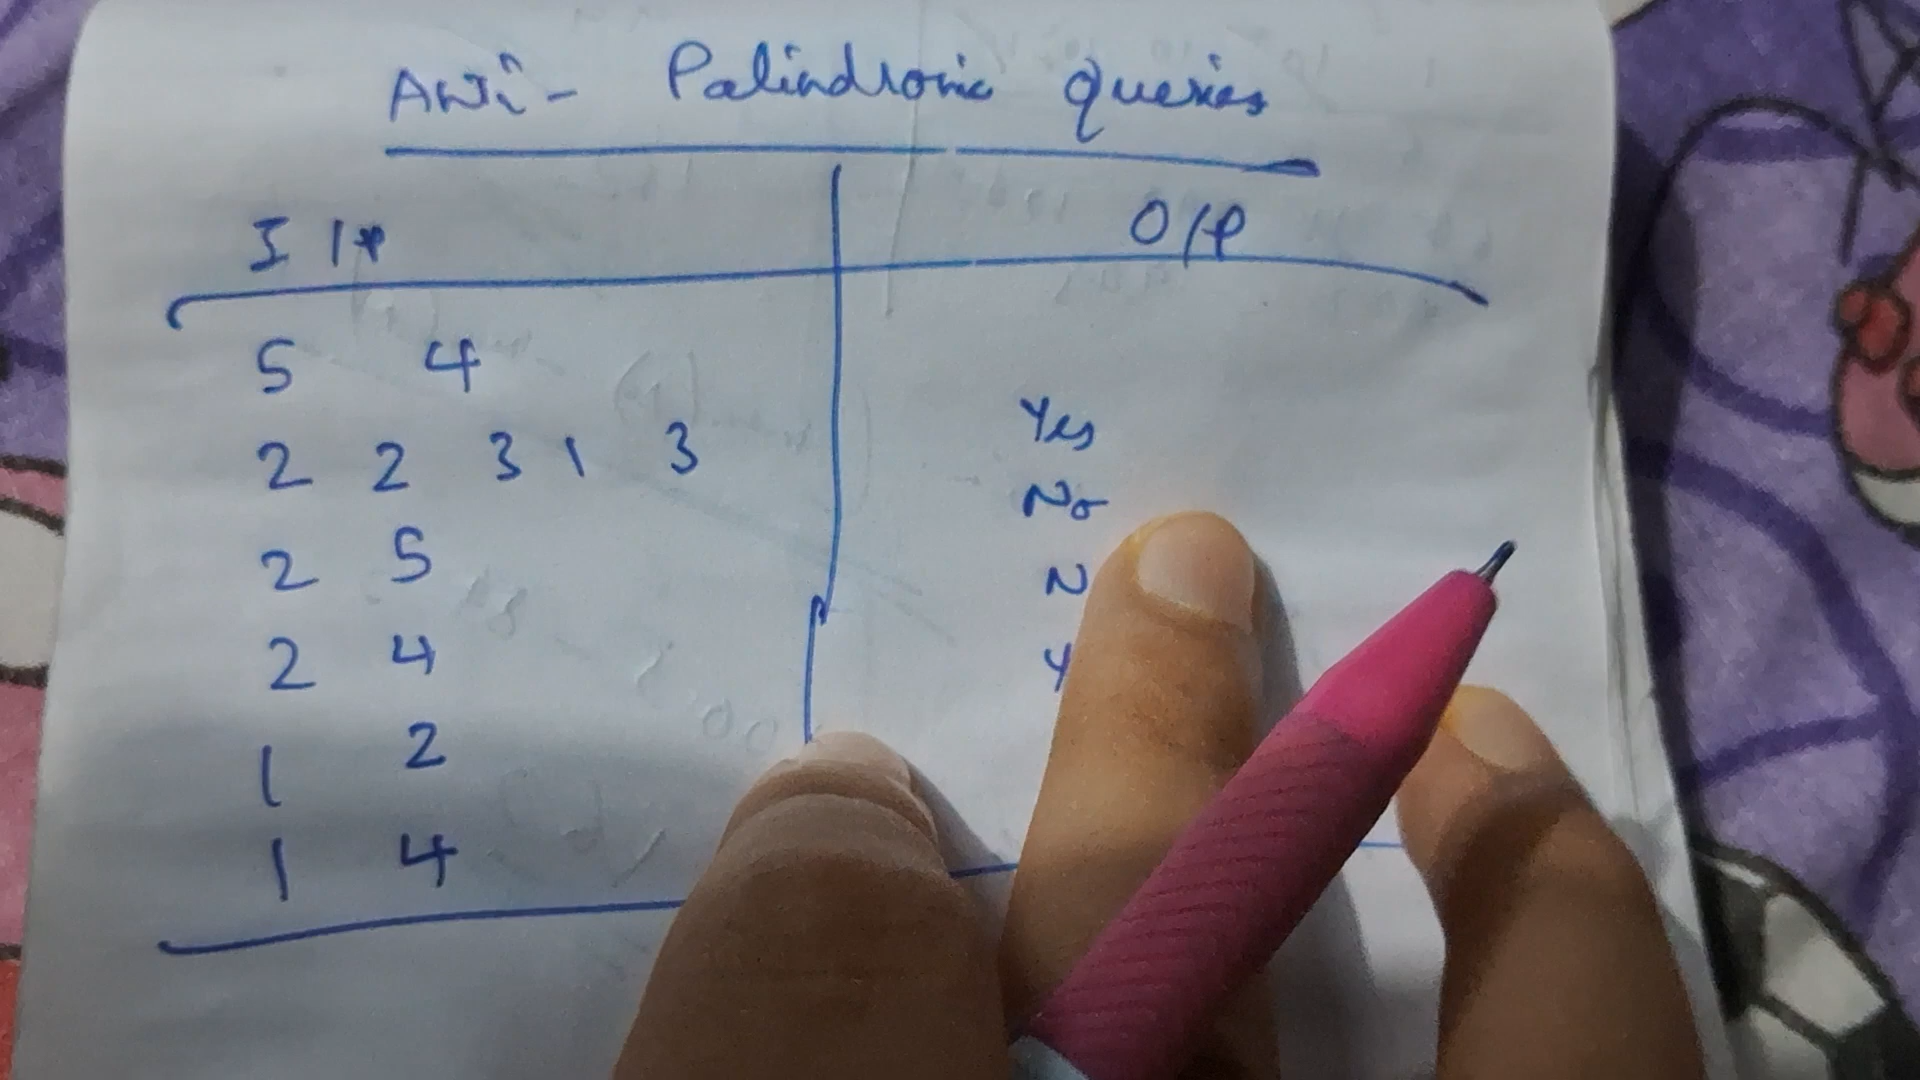 Anti - Palindromic queries
I/P O/P
5 4
Yes
2 2 3 1 3
No
2 5
N
2 4
Y
1 2
1 4